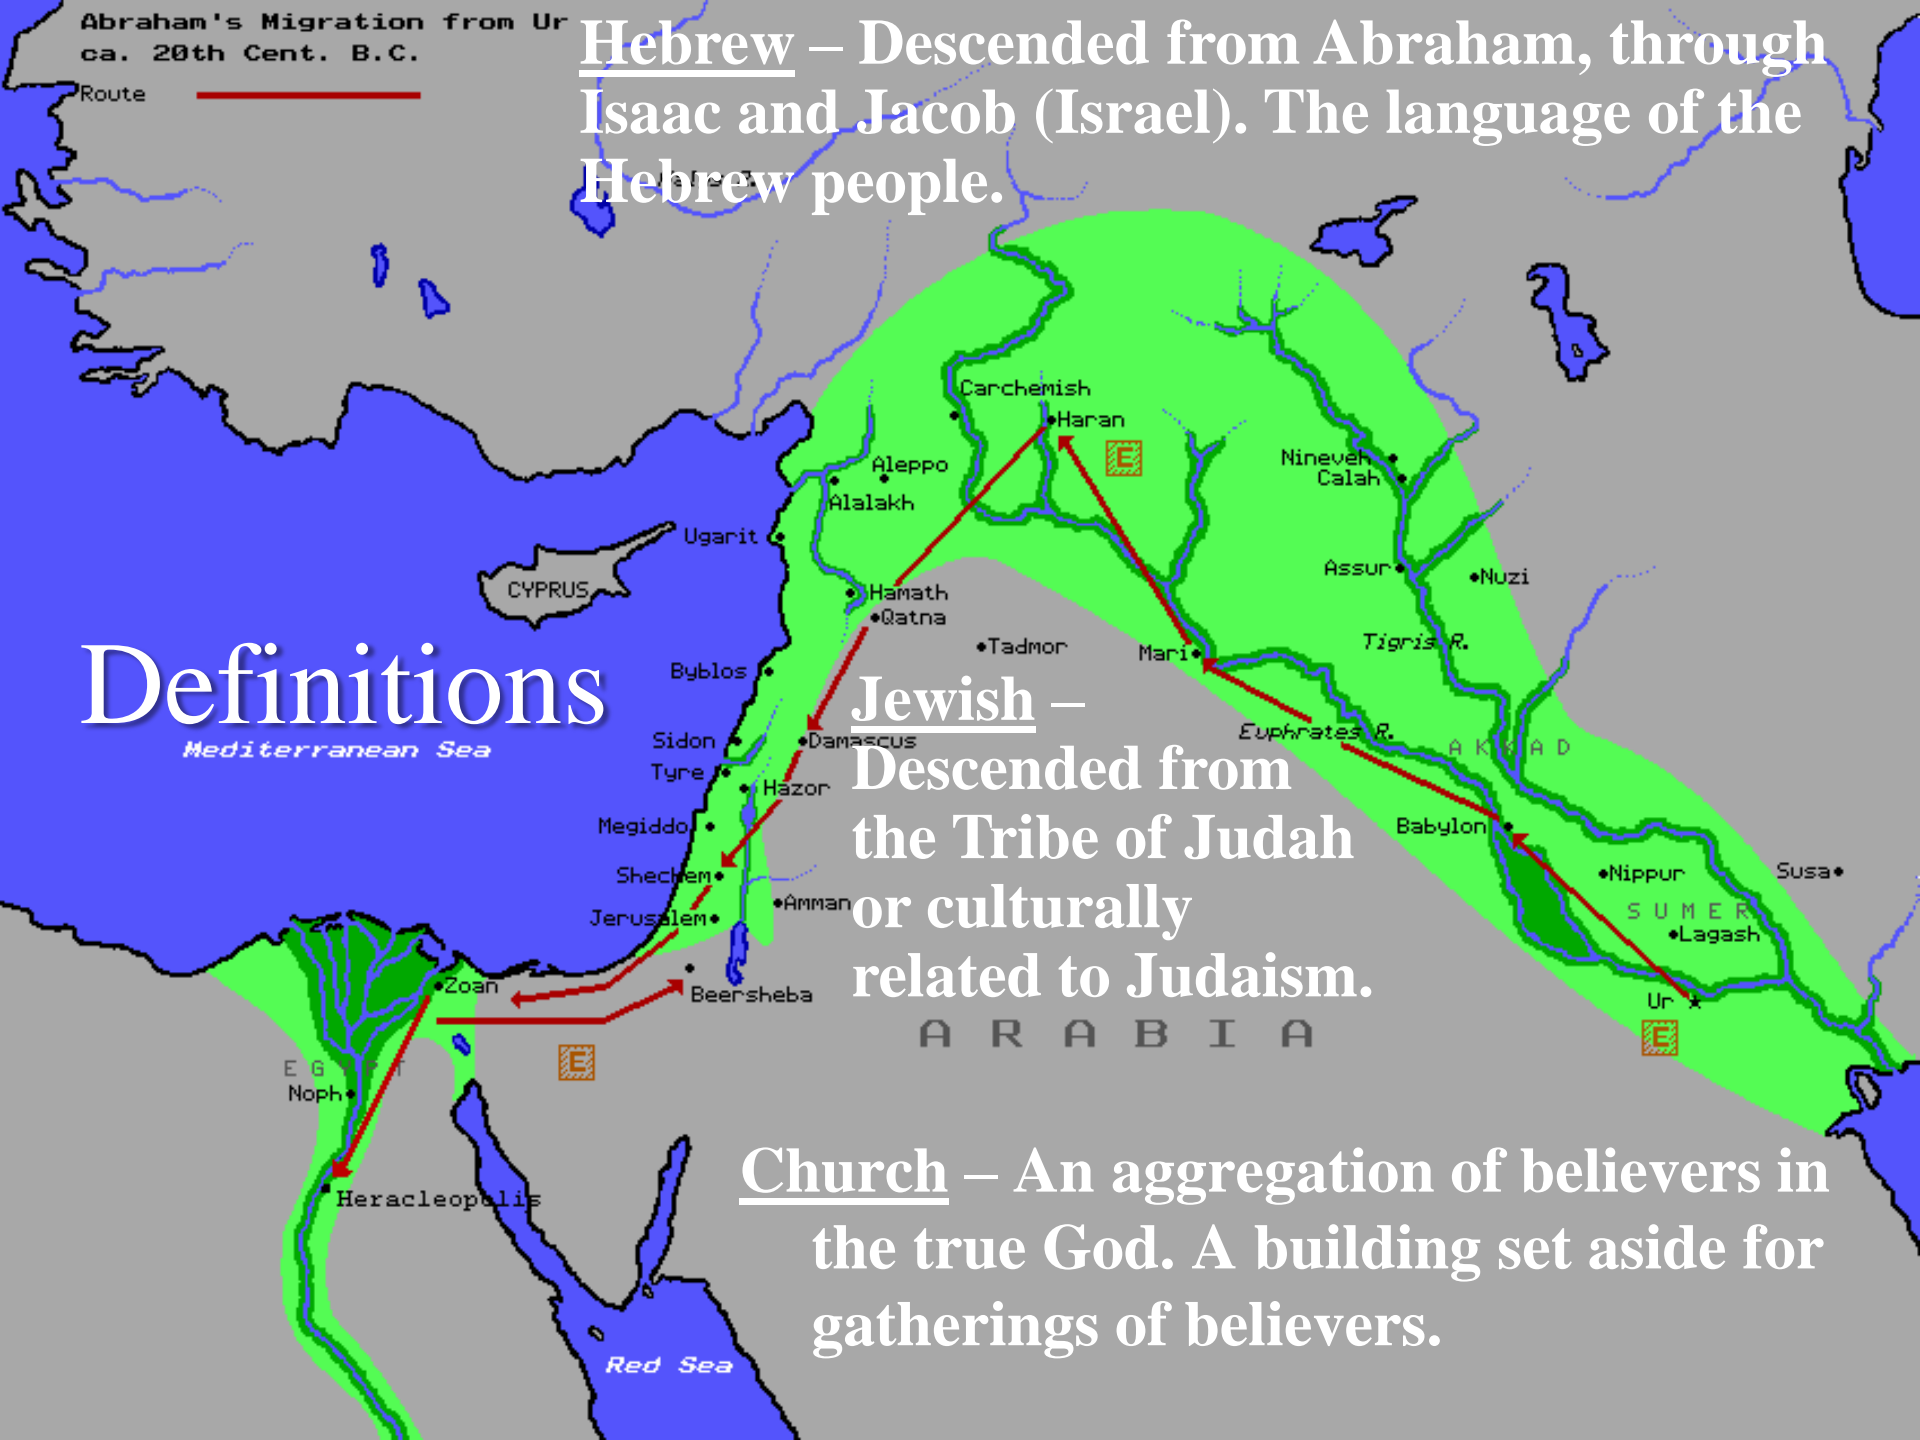 Abraham's Migration from Ur
ca. 20th Cent. B.C.
Route
Hebrew – Descended from Abraham, through
Isaac and Jacob (Israel). The language of the
Hebrew people.
Carchemish
Haran
E
Aleppo
Alalakh
Nineveh
Calah
Ugarit
CYPRUS
Assur
Nuzi
Hamath
Qatna
Tadmor
Mari
Tigris R.
Definitions
Mediterranean Sea
Byblos
Sidon
Damascus
Tyre
Hazor
Megiddo
Shechem
Jerusalem
Amman
Jewish –
Descended from
the Tribe of Judah
or culturally
related to Judaism.
Euphrates R.
AKKAD
Babylon
Nippur
Susa
SUMER
Lagash
Ur
E
Zoan
Beersheba
ARABIA
E
EGYPT
Noph
Heracleopolis
Church – An aggregation of believers in
the true God. A building set aside for
gatherings of believers.
Red Sea